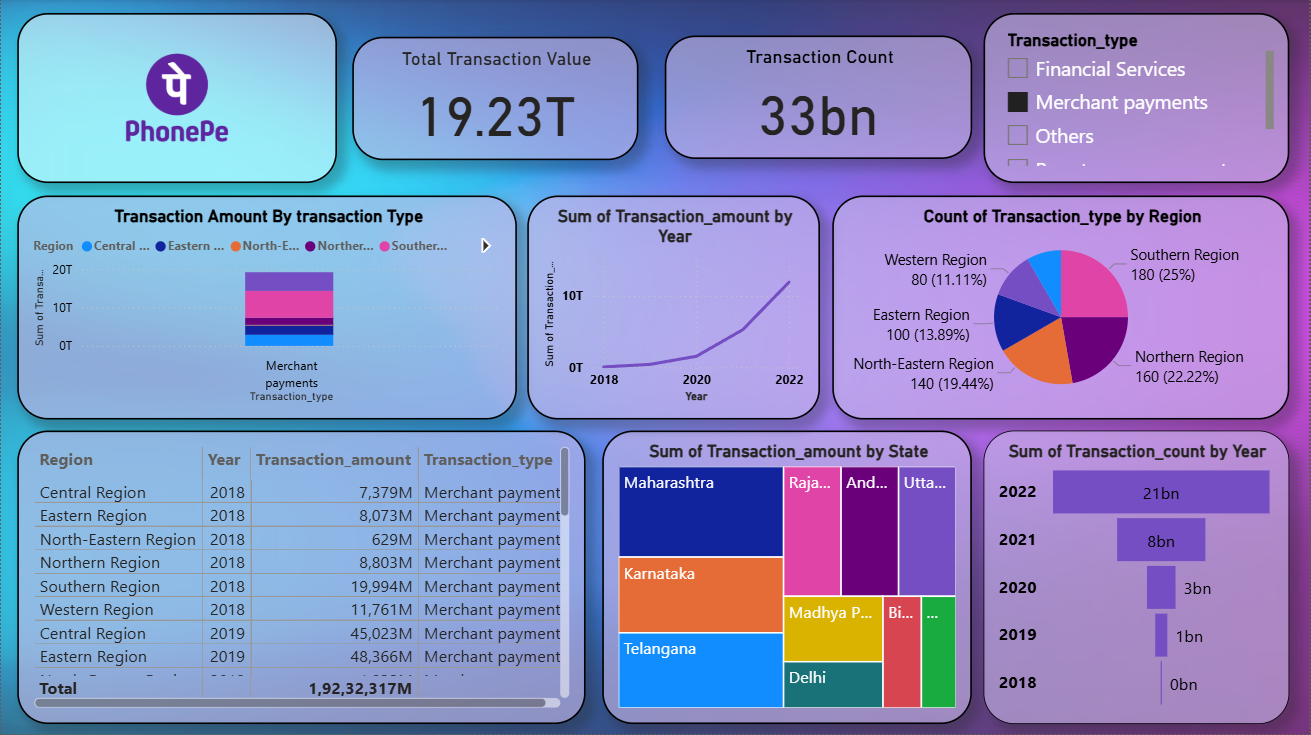 पे
PhonePe
Total Transaction Value
19.23T
Transaction Count
33bn
Transaction_type
Financial Services
Merchant payments
Others
Transaction Amount By transaction Type
Region Central ... Eastern ... North-E... Norther... Souther...
Sum of Transa...
20T
10T
0T
Merchant
payments
Transaction_type
Sum of Transaction_amount by
Year
Sum of Transaction_...
10T
0T
2018 2020 2022
Year
Count of Transaction_type by Region
Southern Region
180 (25%)
Northern Region
160 (22.22%)
North-Eastern Region
140 (19.44%)
Eastern Region
100 (13.89%)
Western Region
80 (11.11%)
Region Year Transaction_amount Transaction_type
Central Region 2018 7,379M Merchant payment
Eastern Region 2018 8,073M Merchant payment
North-Eastern Region 2018 629M Merchant payment
Northern Region 2018 8,803M Merchant payment
Southern Region 2018 19,994M Merchant payment
Western Region 2018 11,761M Merchant payment
Central Region 2019 45,023M Merchant payment
Eastern Region 2019 48,366M Merchant payment
Total 1,92,32,317M
Sum of Transaction_amount by State
Maharashtra
Karnataka
Telangana
Raja...
And...
Utta...
Madhya P...
Delhi
Bi...
...
Sum of Transaction_count by Year
2022 21bn
2021 8bn
2020 3bn
2019 1bn
2018 0bn